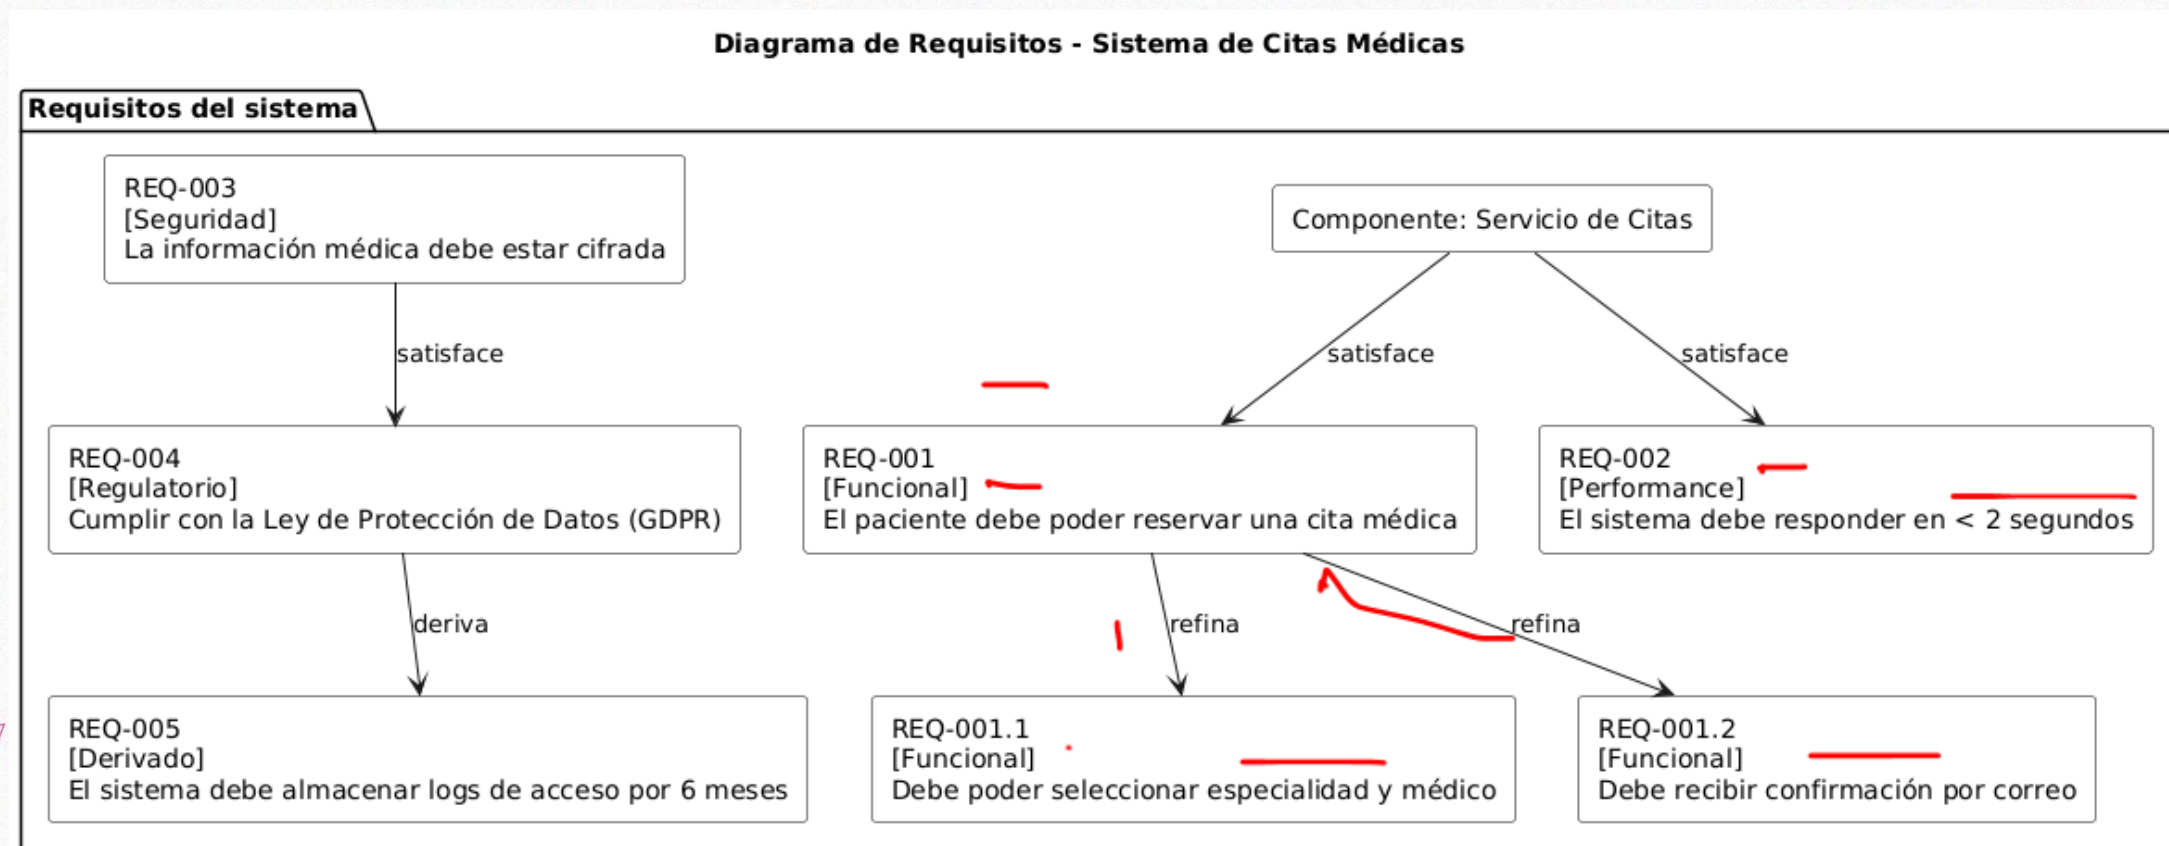 Diagrama de Requisitos - Sistema de Citas Médicas
Requisitos del sistema
REQ-003
[Seguridad]
La información médica debe estar cifrada
Componente: Servicio de Citas
satisface
satisface
satisface
REQ-004
[Regulatorio]
Cumplir con la Ley de Protección de Datos (GDPR)
REQ-001
[Funcional]
El paciente debe poder reservar una cita médica
REQ-002
[Performance]
El sistema debe responder en < 2 segundos
deriva
refina
refina
REQ-005
[Derivado]
El sistema debe almacenar logs de acceso por 6 meses
REQ-001.1
[Funcional]
Debe poder seleccionar especialidad y médico
REQ-001.2
[Funcional]
Debe recibir confirmación por correo